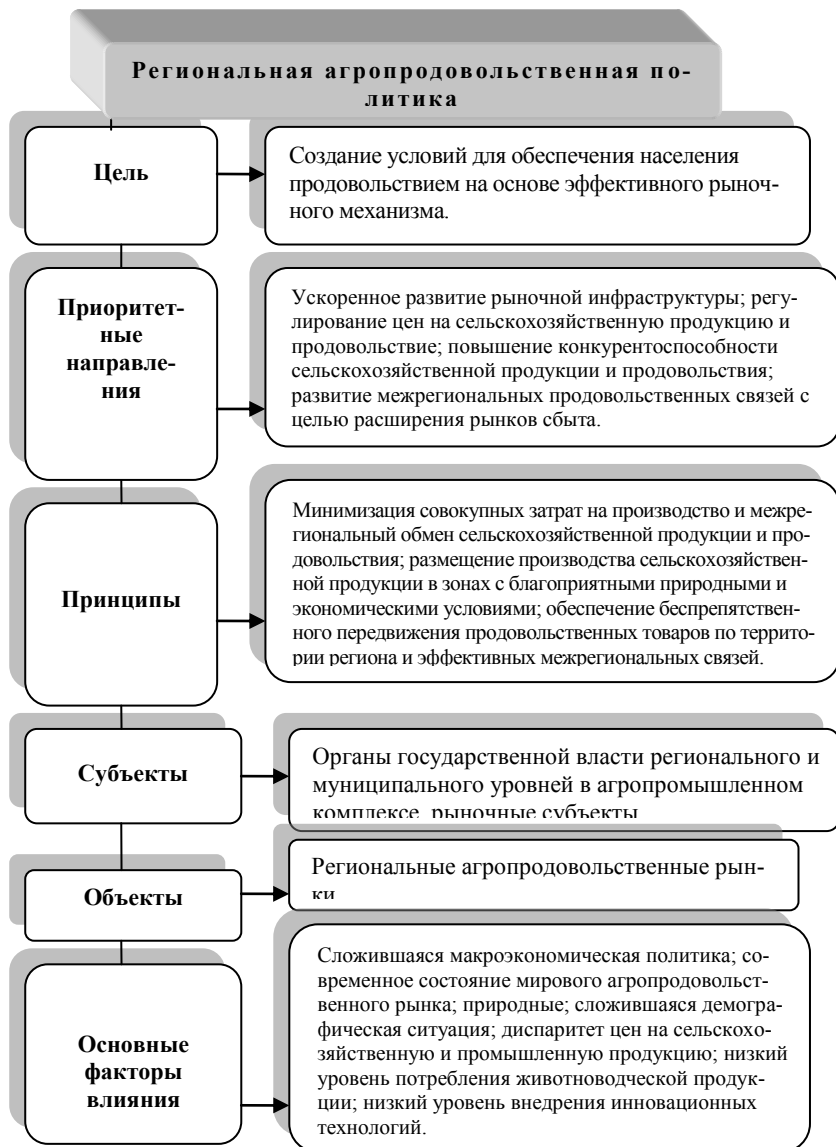 Региональная агропродовольственная по-
литика
Цель
Создание условий для обеспечения населения
продовольствием на основе эффективного рыноч-
ного механизма.
Приоритет-
ные
направле-
ния
Ускоренное развитие рыночной инфраструктуры; регу-
лирование цен на сельскохозяйственную продукцию и
продовольствие; повышение конкурентоспособности
сельскохозяйственной продукции и продовольствия;
развитие межрегиональных продовольственных связей с
целью расширения рынков сбыта.
Принципы
Минимизация совокупных затрат на производство и межре-
гиональный обмен сельскохозяйственной продукции и про-
довольствия; размещение производства сельскохозяйствен-
ной продукции в зонах с благоприятными природными и
экономическими условиями; обеспечение беспрепятствен-
ного передвижения продовольственных товаров по террито-
рии региона и эффективных межрегиональных связей.
Субъекты
Органы государственной власти регионального и
муниципального уровней в агропромышленном
комплексе, рыночные субъекты
Объекты
Региональные агропродовольственные рын-
ки
Основные
факторы
влияния
Сложившаяся макроэкономическая политика; со-
временное состояние мирового агропродовольст-
венного рынка; природные; сложившаяся демогра-
фическая ситуация; диспаритет цен на сельскохо-
зяйственную и промышленную продукцию; низкий
уровень потребления животноводческой продук-
ции; низкий уровень внедрения инновационных
технологий.